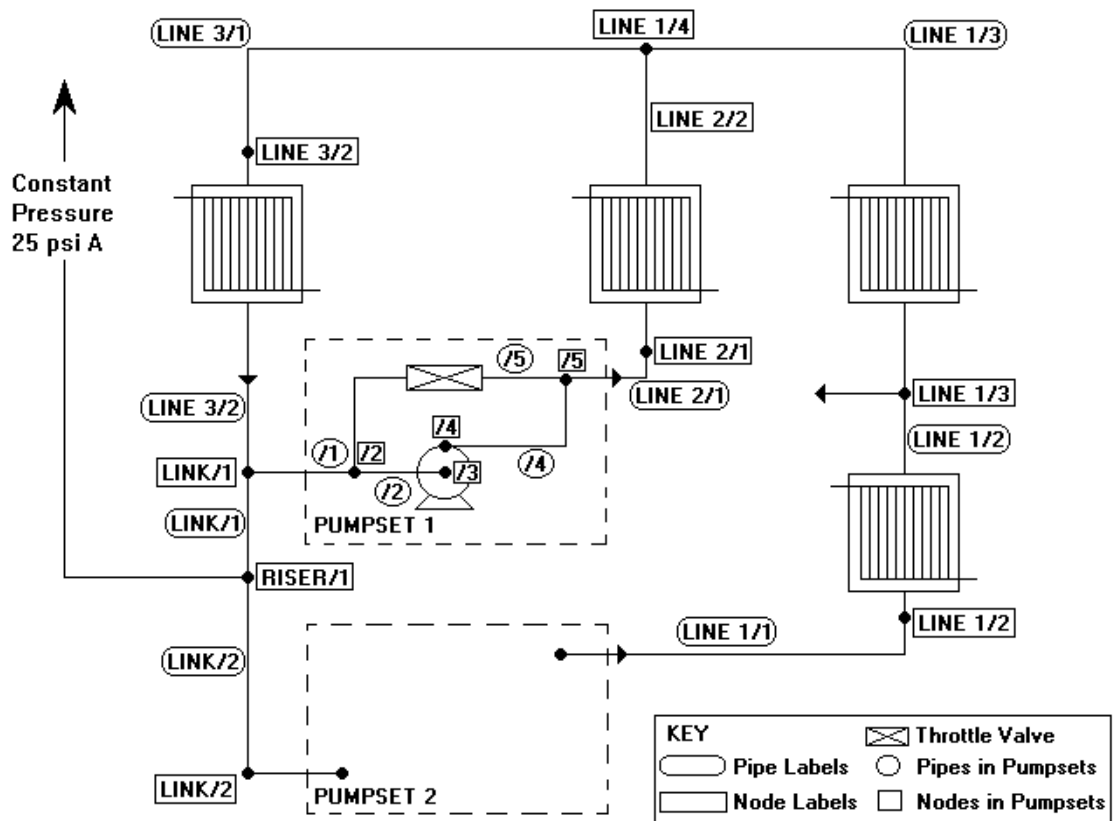 LINE 3/1
LINE 1/4
LINE 1/3
LINE 2/2
LINE 3/2
Constant
Pressure
25 psi A
/5
/5
LINE 2/1
LINE 2/1
LINE 3/2
LINE 1/3
LINE 1/2
/1
/2
/4
/3
/4
/2
LINK/1
LINK/1
PUMPSET 1
RISER/1
LINE 1/2
LINE 1/1
LINK/2
LINK/2
PUMPSET 2
KEY
Throttle Valve
Pipe Labels
Pipes in Pumpsets
Node Labels
Nodes in Pumpsets